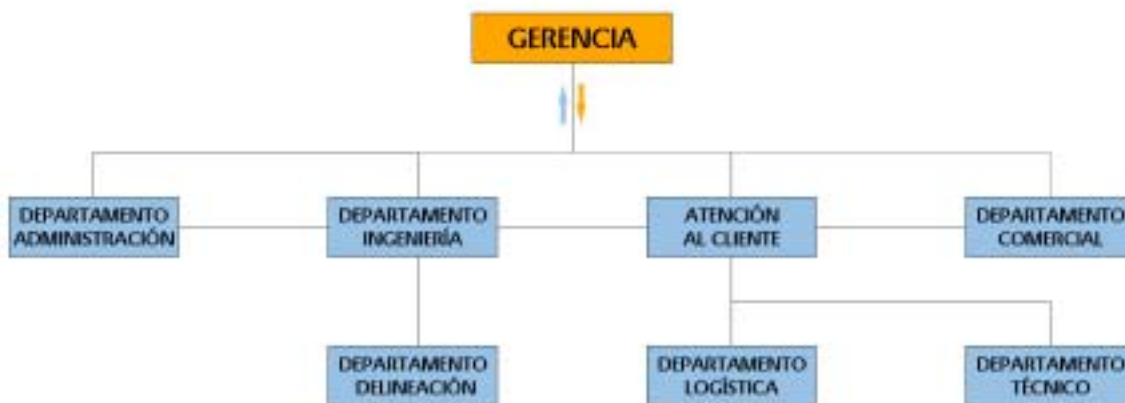 GERENCIA
DEPARTAMENTO
ADMINISTRACIÓN
DEPARTAMENTO
INGENIERÍA
ATENCIÓN
AL CLIENTE
DEPARTAMENTO
COMERCIAL
DEPARTAMENTO
DELINEACIÓN
DEPARTAMENTO
LOGÍSTICA
DEPARTAMENTO
TÉCNICO